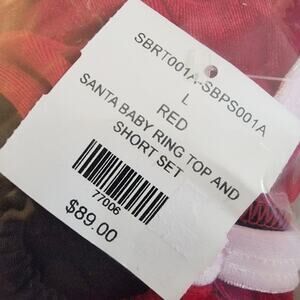 SBRT001A-SBPS001A
L
RED
SANTA BABY RING TOP AND
SHORT SET
77006
$89.00